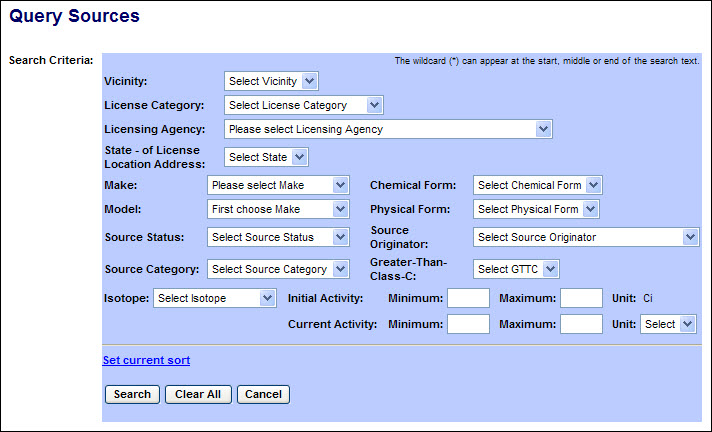 Query Sources
Search Criteria:
The wildcard (*) can appear at the start, middle or end of the search text.
Vicinity: Select Vicinity
License Category: Select License Category
Licensing Agency: Please select Licensing Agency
State - of License
Location Address: Select State
Make: Please select Make Chemical Form: Select Chemical Form
Model: First choose Make Physical Form: Select Physical Form
Source Status: Select Source Status Source
Originator: Select Source Originator
Source Category: Select Source Category Greater-Than-
Class-C: Select GTTC
Isotope: Select Isotope Initial Activity: Minimum: Maximum: Unit: Ci
Current Activity: Minimum: Maximum: Unit: Select
Set current sort
Search Clear All Cancel